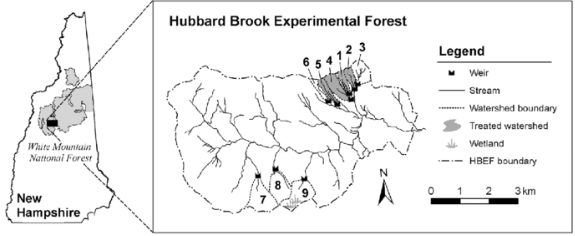 Hubbard Brook Experimental Forest
White Mountain
National Forest
New
Hampshire
6 5 4 1 2 3
7 8 9
N
Legend
Weir
Stream
Watershed boundary
Treated watershed
Wetland
HBEF boundary
0 1 2 3 km